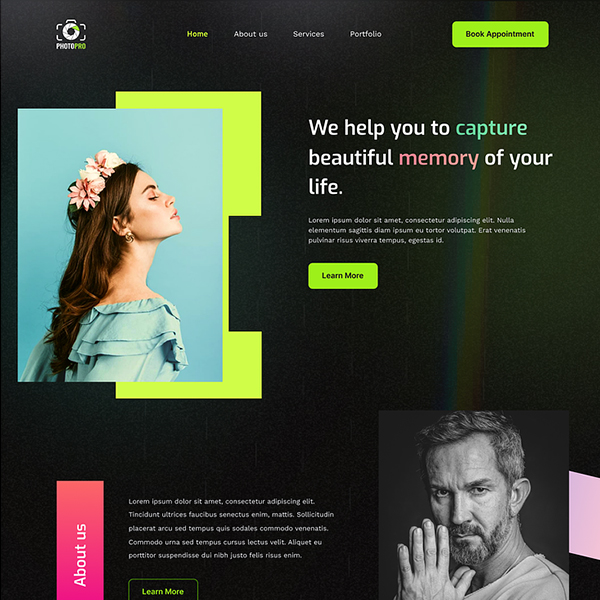 PHOTOPRO
Home
About us
Services
Portfolio
Book Appointment
We help you to capture
beautiful memory of your
life.
Lorem ipsum dolor sit amet, consectetur adipiscing elit. Nulla
elementum sagittis diam ipsum eu tortor volutpat. Erat venenatis
pulvinar risus viverra tempus, egestas id.
Learn More
About us
Lorem ipsum dolor sit amet, consectetur adipiscing elit.
Tincidunt ultrices consectetur enim, mattis. Sollicitudin
placerat arcu sed tempus quis sodales commodo venenatis.
Commodo urna sed tempus cursus lectus velit. Aliquet eu
porttitor suspendisse dui nibh justo felis risus enim.
Learn More